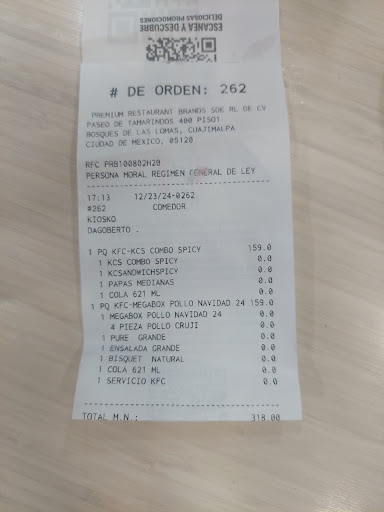 ESCANEA Y DESCUBRE
DELICIOSAS PROMOCIONES
# DE ORDEN: 262
PREMIUM RESTAURANT BRANDS SDE RL DE CV
PASEO DE TAMARINDOS 400 PISO1
BOSQUES DE LAS LOMAS, CUAJIMALPA
CIUDAD DE MEXICO, 05120
RFC PRB100802H20
PERSONA MORAL REGIMEN GENERAL DE LEY
17:13 12/23/24-0262
#262 COMEDOR
KIOSKO
DAGOBERTO .
1 PQ KFC-KCS COMBO SPICY 159.0
1 KCS COMBO SPICY 0.0
1 KCSANDWICHSPICY 0.0
1 PAPAS MEDIANAS 0.0
1 COLA 621 ML 0.0
1 PQ KFC-MEGABOX POLLO NAVIDAD 24 159.0
1 MEGABOX POLLO NAVIDAD 24 0.0
4 PIEZA POLLO CRUJI 0.0
1 PURE GRANDE 0.0
1 ENSALADA GRANDE 0.0
1 BISQUET NATURAL 0.0
1 COLA 621 ML 0.0
1 SERVICIO KFC 0.0
TOTAL M.N.: 318.00